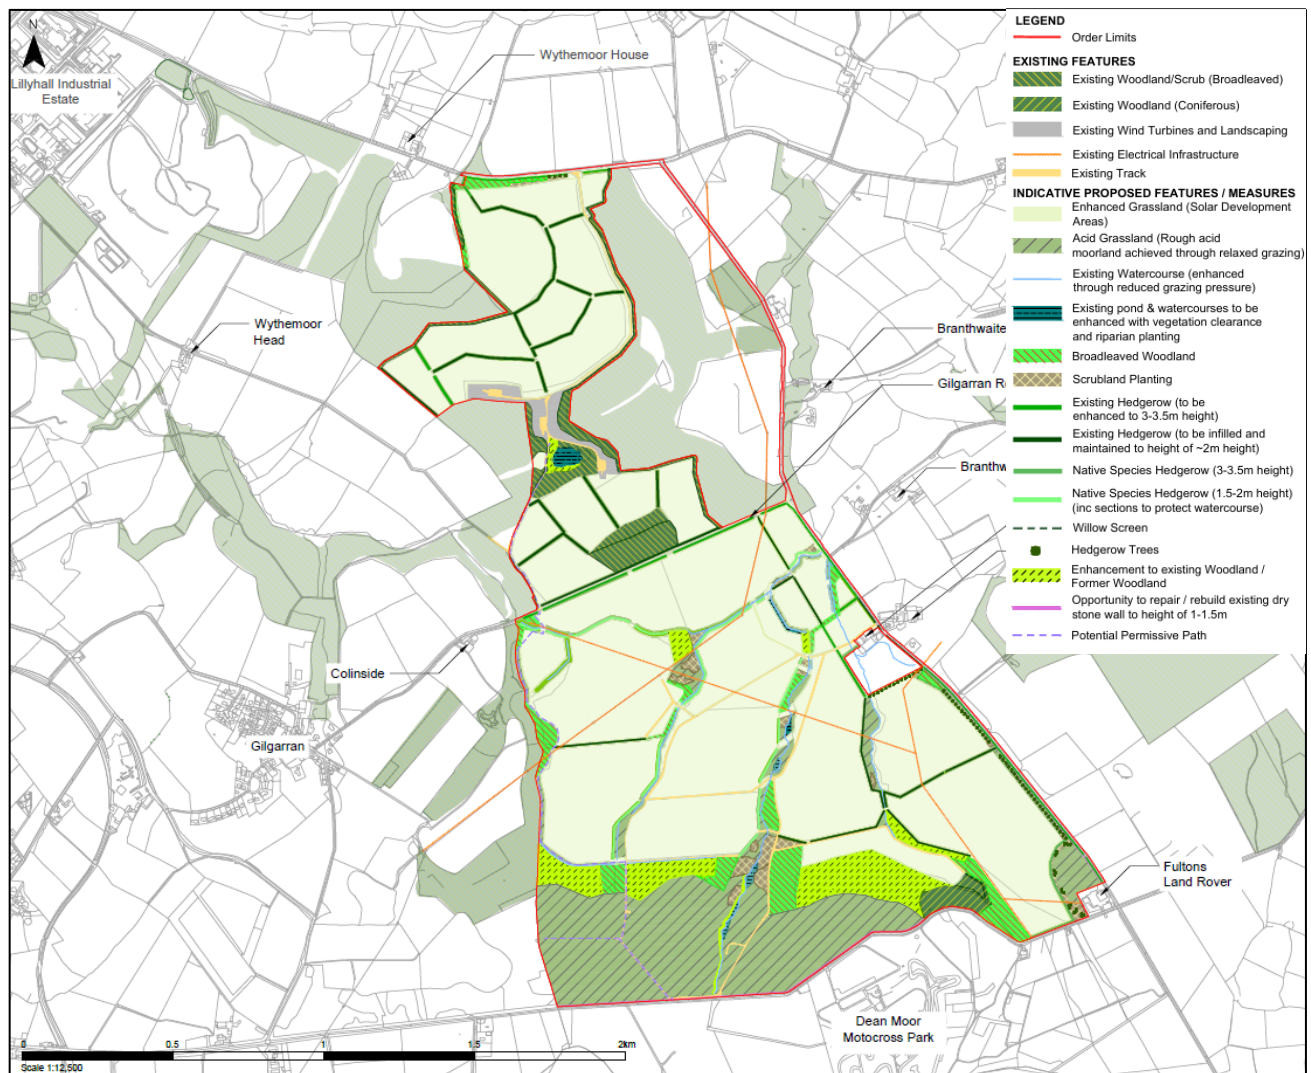 N
Lillyhall Industrial
Estate
Wythemoor House
Wythemoor
Head
Branthwaite
Gilgarran R
Branthw
Colinside
Gilgarran
Fultons
Land Rover
Dean Moor
Motocross Park
0 0.5 1 1.5 2km
Scale 1:12,500
LEGEND
Order Limits
EXISTING FEATURES
Existing Woodland/Scrub (Broadleaved)
Existing Woodland (Coniferous)
Existing Wind Turbines and Landscaping
Existing Electrical Infrastructure
Existing Track
INDICATIVE PROPOSED FEATURES / MEASURES
Enhanced Grassland (Solar Development
Areas)
Acid Grassland (Rough acid
moorland achieved through relaxed grazing)
Existing Watercourse (enhanced
through reduced grazing pressure)
Existing pond & watercourses to be
enhanced with vegetation clearance
and riparian planting
Broadleaved Woodland
Scrubland Planting
Existing Hedgerow (to be
enhanced to 3-3.5m height)
Existing Hedgerow (to be infilled and
maintained to height of ~2m height)
Native Species Hedgerow (3-3.5m height)
Native Species Hedgerow (1.5-2m height)
(inc sections to protect watercourse)
Willow Screen
Hedgerow Trees
Enhancement to existing Woodland /
Former Woodland
Opportunity to repair / rebuild existing dry
stone wall to height of 1-1.5m
Potential Permissive Path